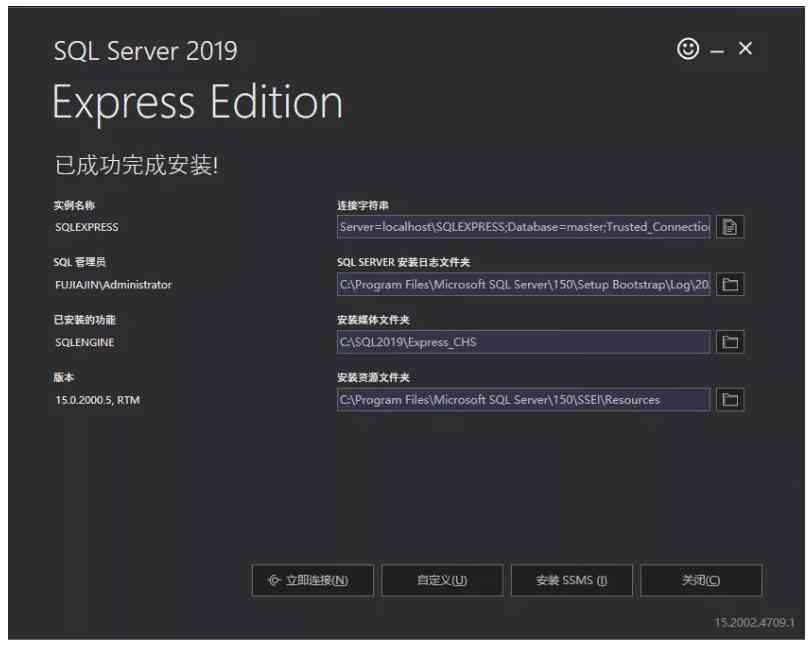 SQL Server 2019
Express Edition
已成功完成安装!
实例名称
SQLEXPRESS
连接字符串
Server=localhost\SQLEXPRESS;Database=master;Trusted_Connectio
SQL 管理员
FUJIAJIN\Administrator
SQL SERVER 安装日志文件夹
C:\Program Files\Microsoft SQL Server\150\Setup Bootstrap\Log\20
已安装的功能
SQLENGINE
安装媒体文件夹
C:\SQL2019\Express_CHS
版本
15.0.2000.5, RTM
安装资源文件夹
C:\Program Files\Microsoft SQL Server\150\SSEI\Resources
立即连接(N) 自定义(U) 安装 SSMS (I) 关闭(C)
15.2002.4709.1